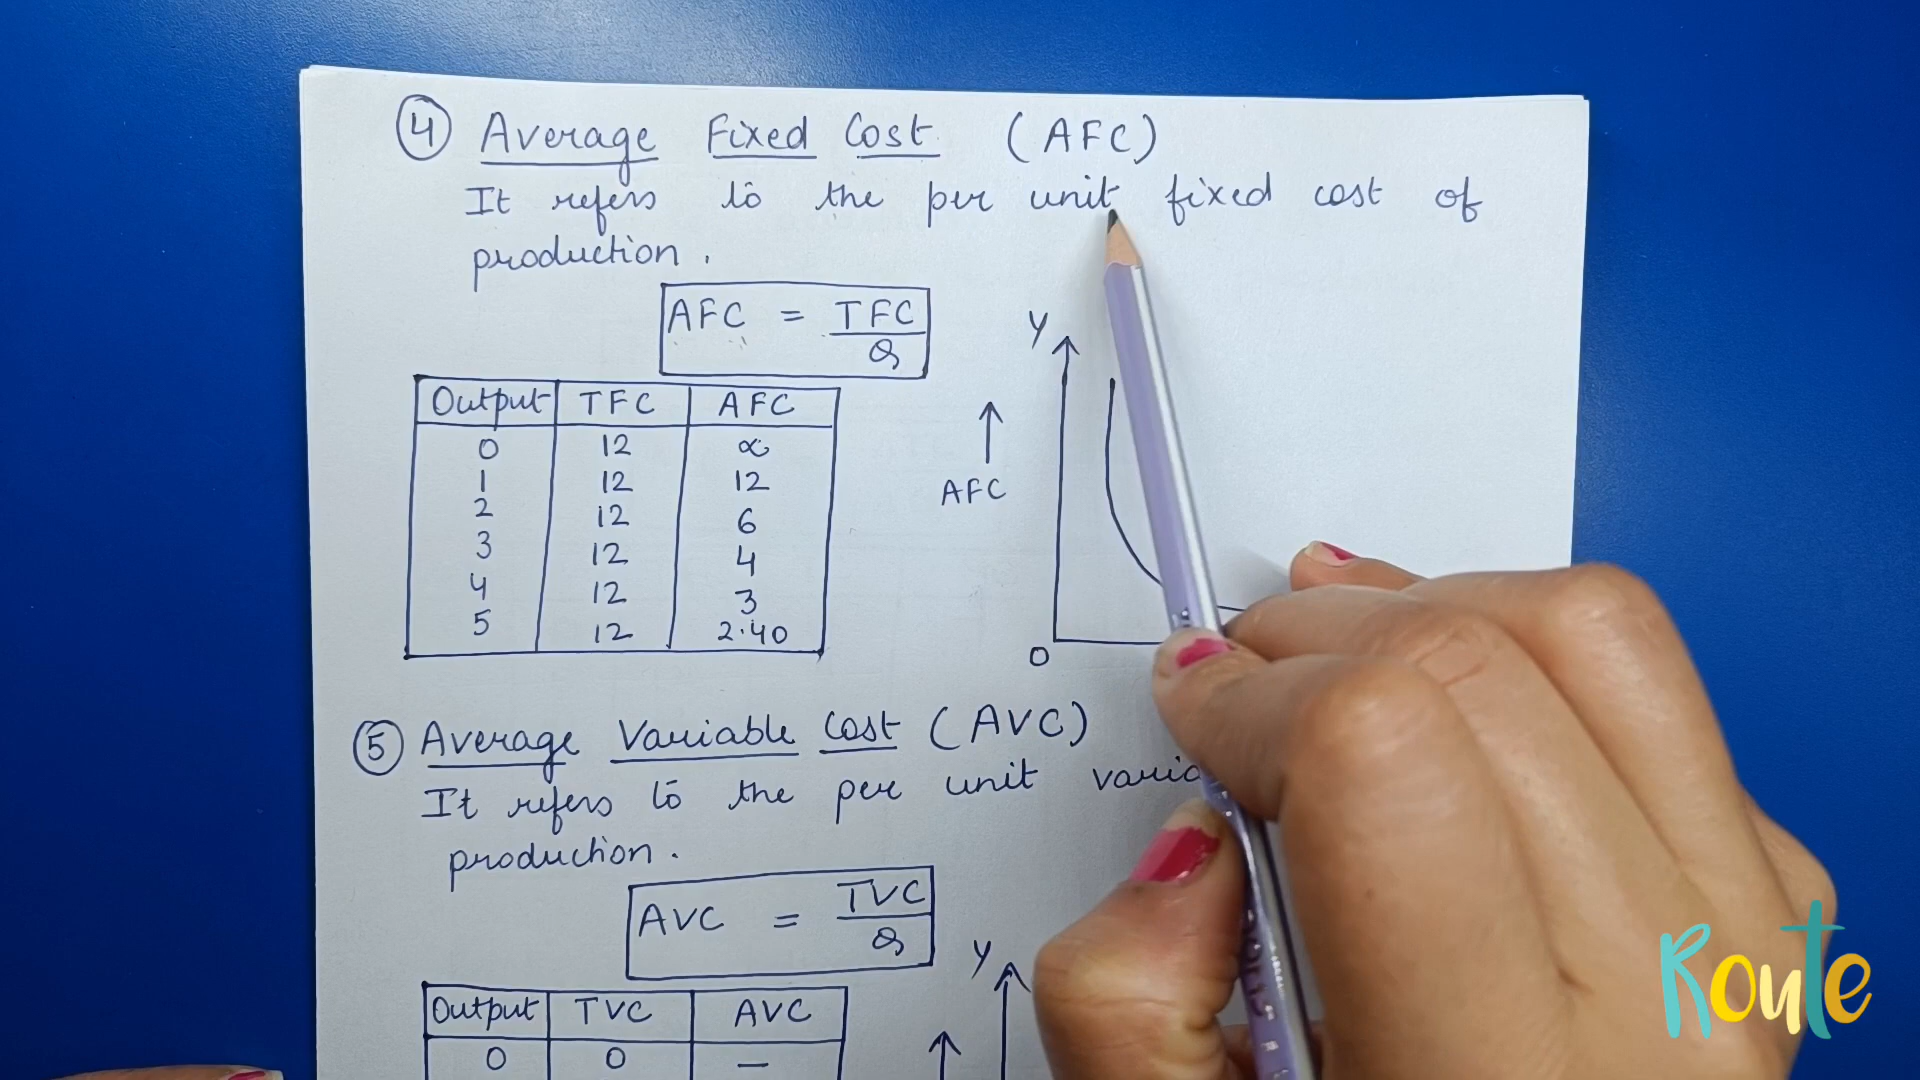 4 Average Fixed Cost (AFC)
It refers to the per unit fixed cost of
production.
AFC = TFC
Q
Output TFC AFC
0 12 ∞
1 12 12
2 12 6
3 12 4
4 12 3
5 12 2.40
Y
AFC
O
5 Average Variable Cost (AVC)
It refers to the per unit
production.
AVC = TVC
Q
Output TVC AVC
0 0 —
Y
Route